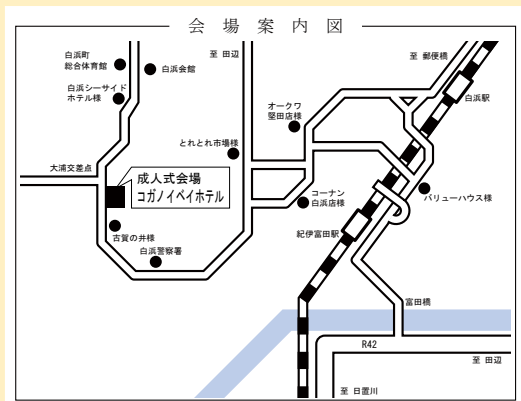 会場案内図
白浜町
総合体育館
白浜会館
至 田辺
至 郵便橋
白浜シーサイド
ホテル様
オークワ
堅田店様
白浜駅
とれとれ市場様
大浦交差点
成人式会場
コガノイベイホテル
コーナン
白浜店様
バリューハウス様
古賀の井様
白浜警察署
紀伊富田駅
富田橋
R42
至 田辺
至 日置川